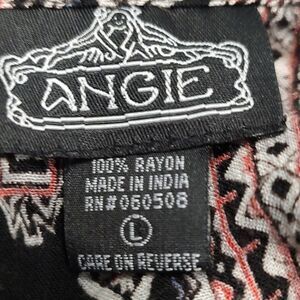 ANGIE
100% RAYON
MADE IN INDIA
RN#060508
L
CARE ON REVERSE